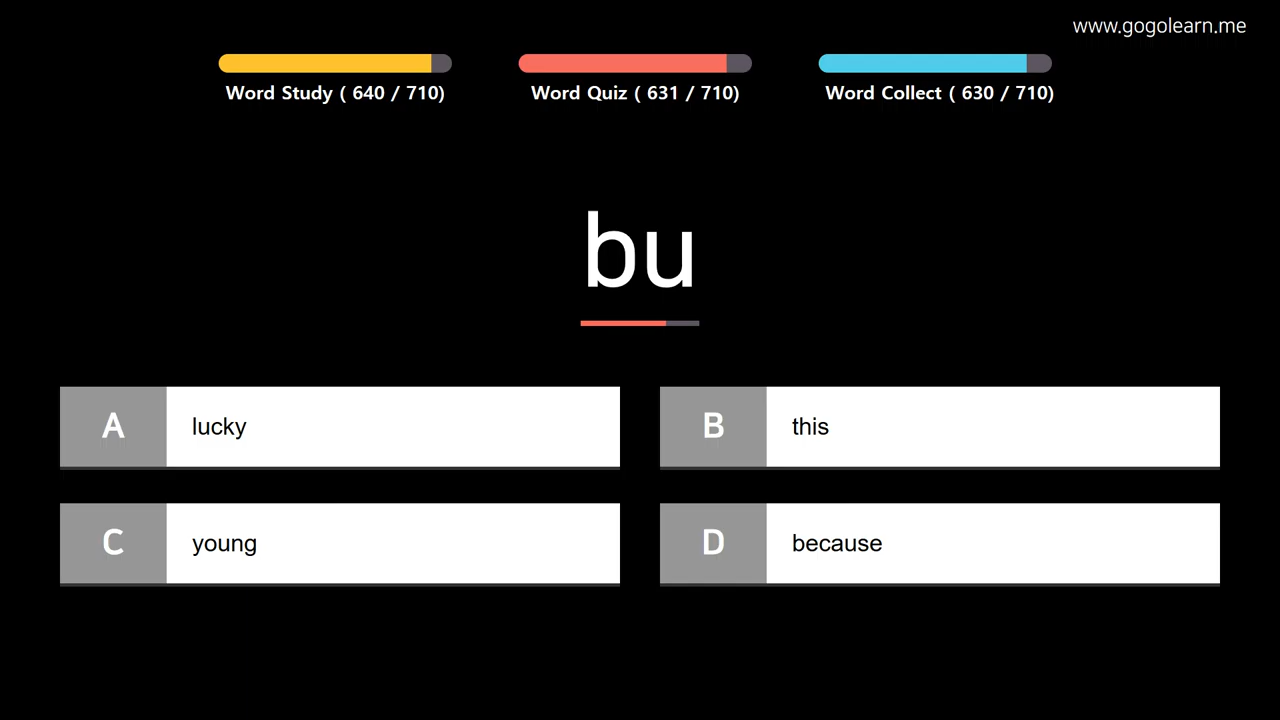 www.gogolearn.me
Word Study ( 640 / 710)
Word Quiz ( 631 / 710)
Word Collect ( 630 / 710)
bu
A lucky
B this
C young
D because